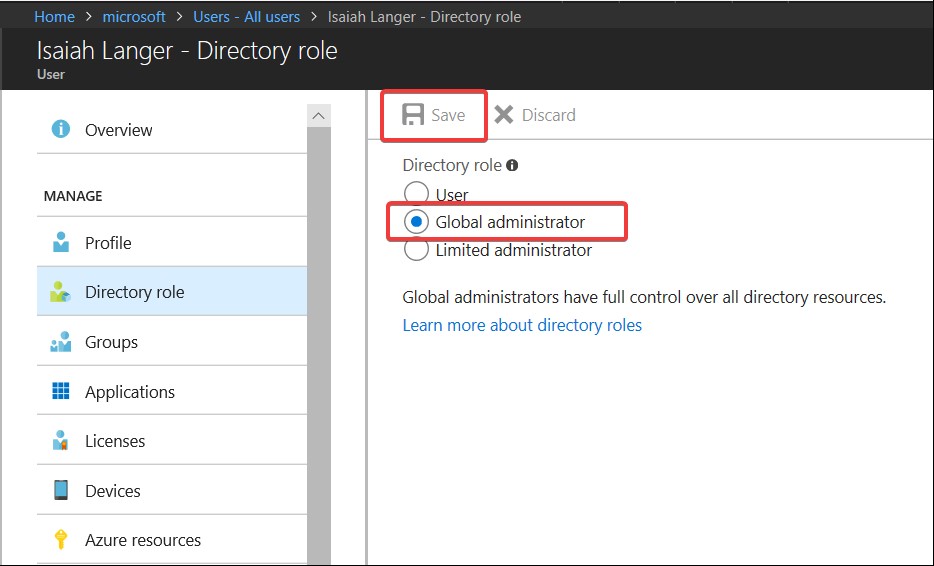 Home > microsoft > Users - All users > Isaiah Langer - Directory role
Isaiah Langer - Directory role
User
Overview
MANAGE
Profile
Directory role
Groups
Applications
Licenses
Devices
Azure resources
Save Discard
Directory role
User
Global administrator
Limited administrator
Global administrators have full control over all directory resources.
Learn more about directory roles